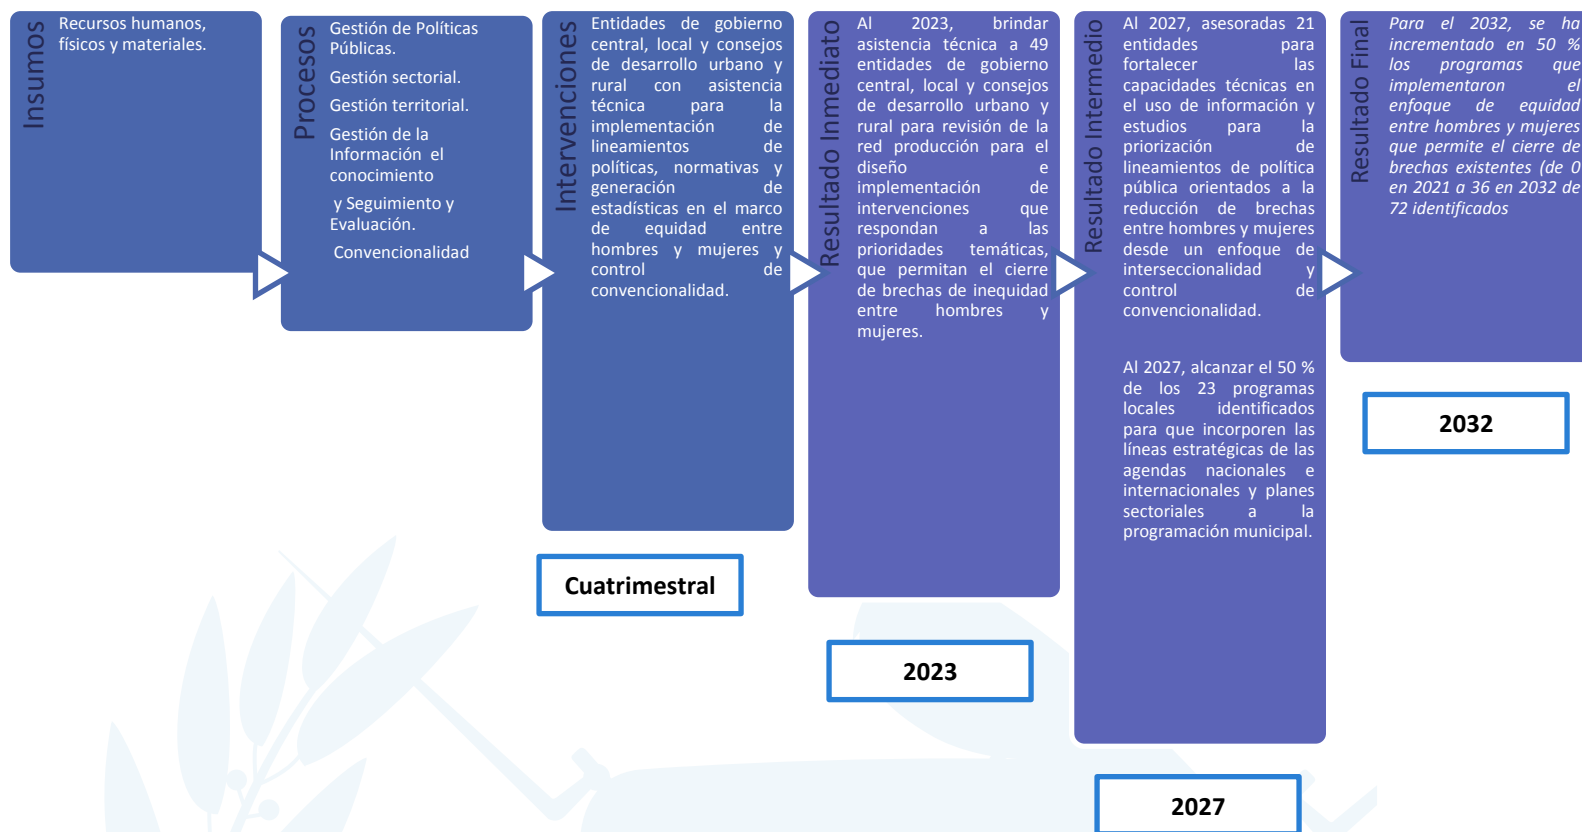 Insumos
Recursos humanos,
físicos y materiales.
Procesos
Gestión de Políticas
Públicas.
Gestión sectorial.
Gestión territorial.
Gestión de la
Información el
conocimiento
y Seguimiento y
Evaluación.
Convencionalidad
Intervenciones
Entidades de gobierno
central, local y consejos
de desarrollo urbano y
rural con asistencia
técnica para la
implementación de
lineamientos de
políticas, normativas y
generación de
estadísticas en el marco
de equidad entre
hombres y mujeres y
control de
convencionalidad.
Cuatrimestral
Resultado Inmediato
Al 2023, brindar
asistencia técnica a 49
entidades de gobierno
central, local y consejos
de desarrollo urbano y
rural para revisión de la
red producción para el
diseño e
implementación de
intervenciones que
respondan a las
prioridades temáticas,
que permitan el cierre
de brechas de inequidad
entre hombres y
mujeres.
2023
Resultado Intermedio
Al 2027, asesoradas 21
entidades para
fortalecer las
capacidades técnicas en
el uso de información y
estudios para la
priorización de
lineamientos de política
pública orientados a la
reducción de brechas
entre hombres y mujeres
desde un enfoque de
interseccionalidad y
control de
convencionalidad.
Al 2027, alcanzar el 50 %
de los 23 programas
locales identificados
para que incorporen las
líneas estratégicas de las
agendas nacionales e
internacionales y planes
sectoriales a la
programación municipal.
2027
Resultado Final
Para el 2032, se ha
incrementado en 50 %
los programas que
implementaron el
enfoque de equidad
entre hombres y mujeres
que permite el cierre de
brechas existentes (de 0
en 2021 a 36 en 2032 de
72 identificados
2032